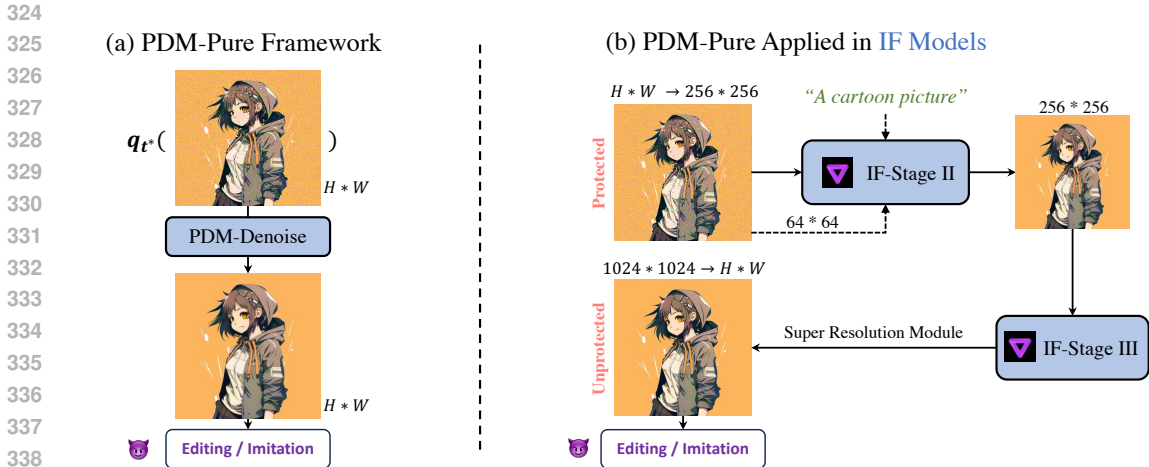 324
325
326
327
328
329
330
331
332
333
334
335
336
337
338
(a) PDM-Pure Framework
q_{t*}( )
H * W
PDM-Denoise
H * W
Editing / Imitation
(b) PDM-Pure Applied in IF Models
H * W → 256 * 256
“A cartoon picture”
256 * 256
Protected
IF-Stage II
64 * 64
1024 * 1024 → H * W
Unprotected
Super Resolution Module
IF-Stage III
Editing / Imitation